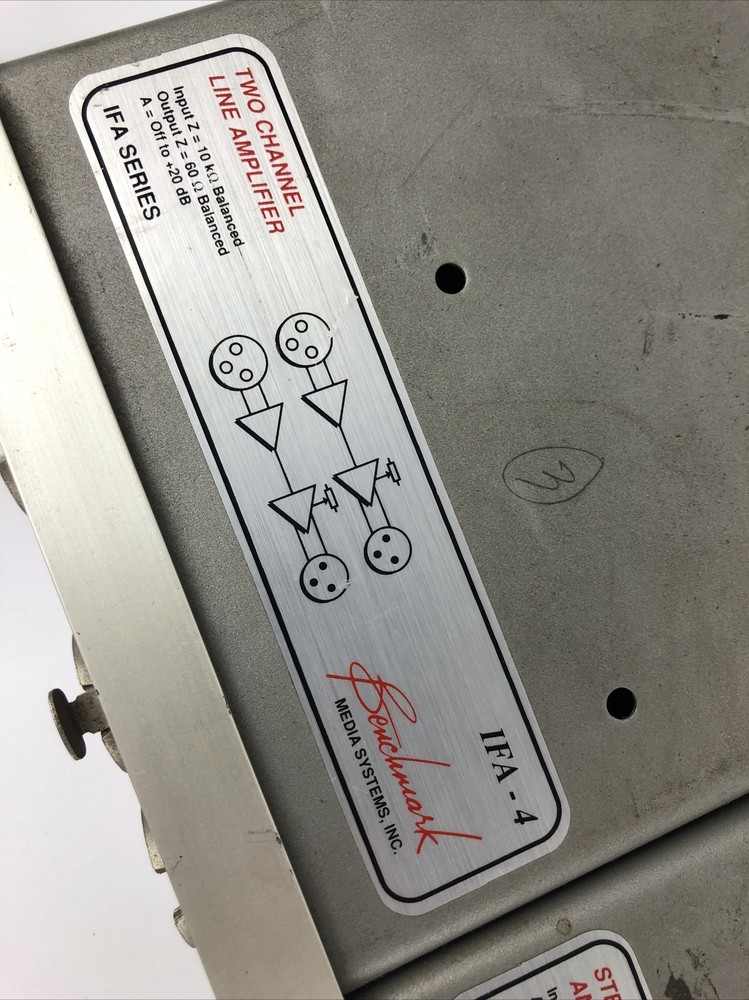 TWO CHANNEL
LINE AMPLIFIER
Input Z = 10 kΩ Balanced
Output Z = 60 Ω Balanced
A = Off to +20 dB
IFA SERIES
IFA - 4
Benchmark
MEDIA SYSTEMS, INC.